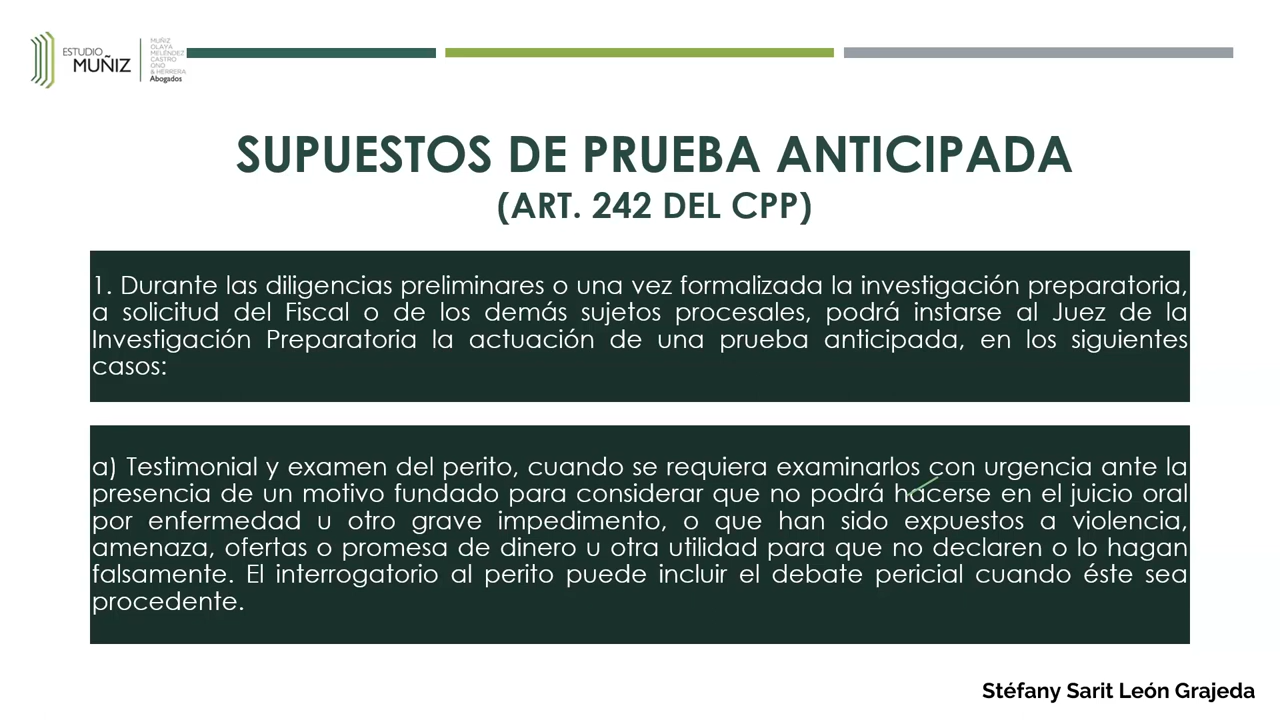 ESTUDIO
MUÑIZ
MUÑIZ
OLAYA
MELÉNDEZ
CASTRO
ONO
& HERRERA
Abogados
SUPUESTOS DE PRUEBA ANTICIPADA
(ART. 242 DEL CPP)
1. Durante las diligencias preliminares o una vez formalizada la investigación preparatoria,
a solicitud del Fiscal o de los demás sujetos procesales, podrá instarse al Juez de la
Investigación Preparatoria la actuación de una prueba anticipada, en los siguientes
casos:
a) Testimonial y examen del perito, cuando se requiera examinarlos con urgencia ante la
presencia de un motivo fundado para considerar que no podrá hacerse en el juicio oral
por enfermedad u otro grave impedimento, o que han sido expuestos a violencia,
amenaza, ofertas o promesa de dinero u otra utilidad para que no declaren o lo hagan
falsamente. El interrogatorio al perito puede incluir el debate pericial cuando éste sea
procedente.
Stéfany Sarit León Grajeda